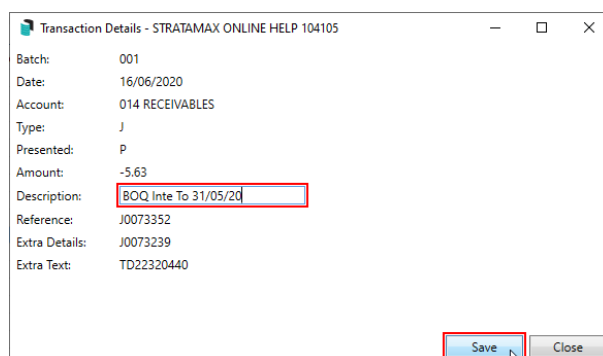 Transaction Details - STRATAMAX ONLINE HELP 104105
Batch: 001
Date: 16/06/2020
Account: 014 RECEIVABLES
Type: J
Presented: P
Amount: -5.63
Description: BOQ Inte To 31/05/20
Reference: J0073352
Extra Details: J0073239
Extra Text: TD22320440
Save Close